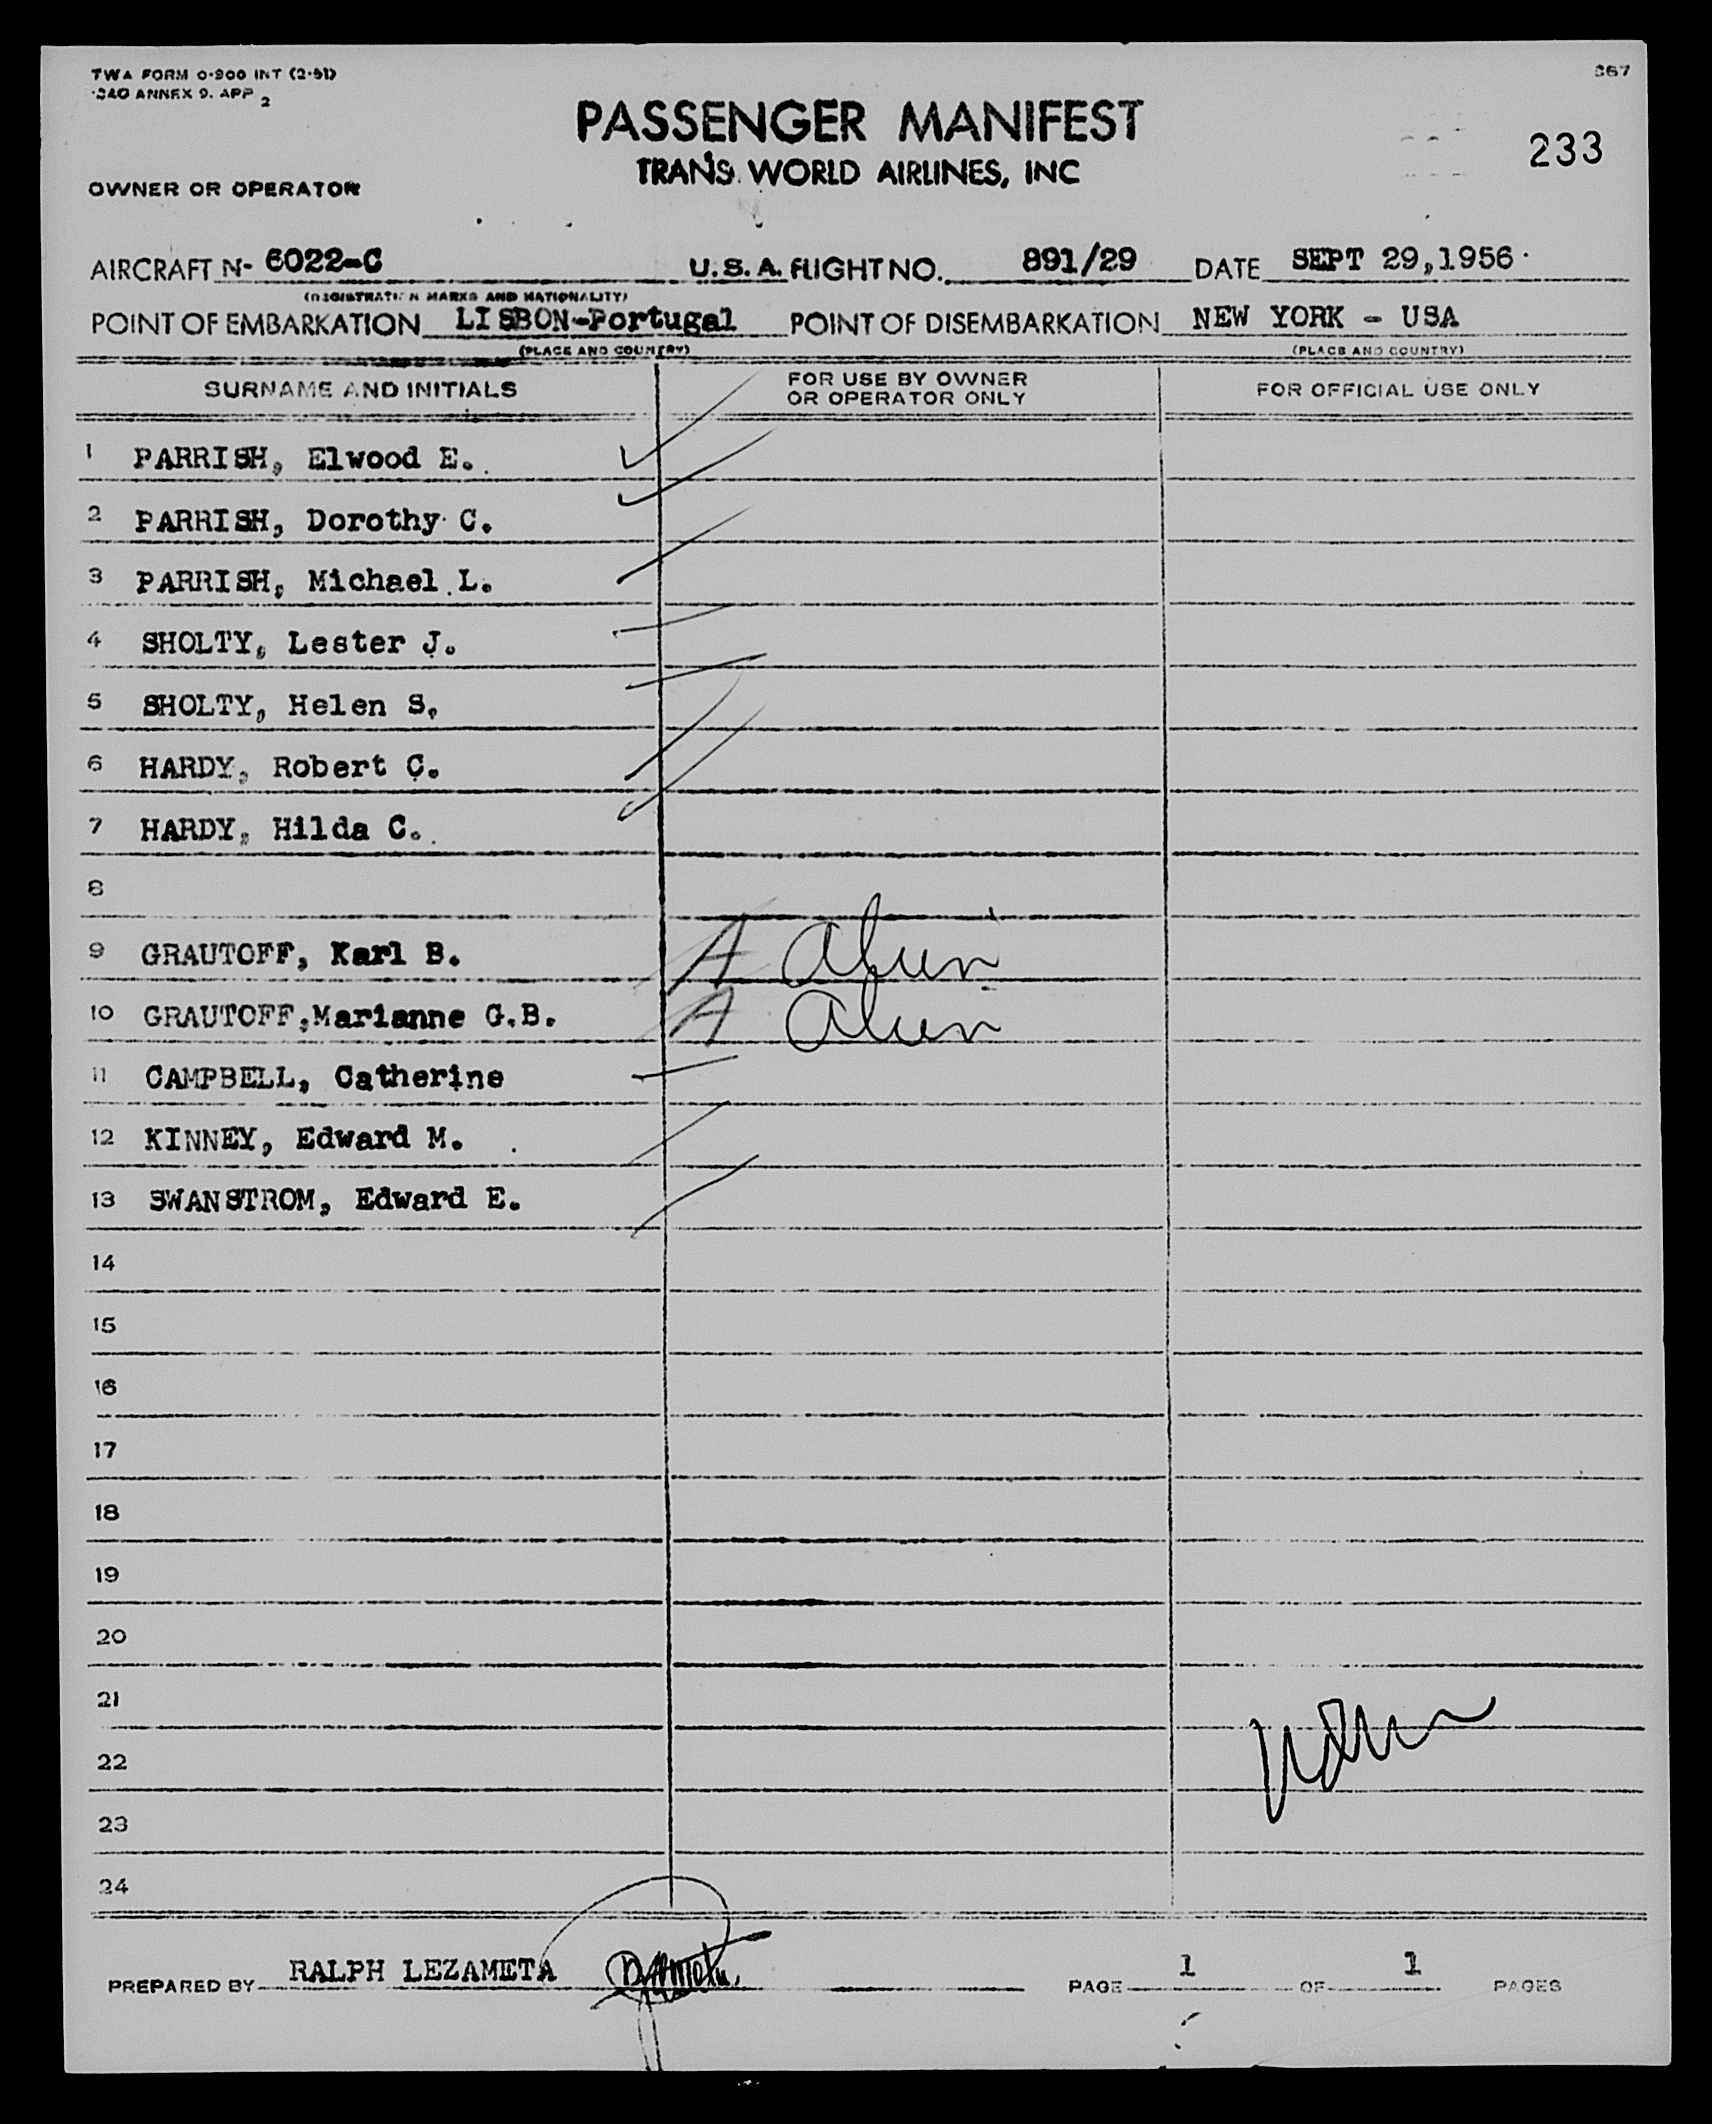 TWA FORM O-900 INT (2-51)
ANNEX 9. APP 2
367
PASSENGER MANIFEST
233
TRANS WORLD AIRLINES, INC
OWNER OR OPERATOR
AIRCRAFT N- 6022-C U.S.A. FLIGHT NO. 891/29 DATE SEPT 29,1956
(REGISTRATION MARKS AND NATIONALITY)
POINT OF EMBARKATION LISBON-Portugal POINT OF DISEMBARKATION NEW YORK - USA
(PLACE AND COUNTRY) (PLACE AND COUNTRY)
SURNAME AND INITIALS FOR USE BY OWNER OR OPERATOR ONLY FOR OFFICIAL USE ONLY
1 PARRISH, Elwood E.
2 PARRISH, Dorothy C.
3 PARRISH, Michael L.
4 SHOLTY, Lester J.
5 SHOLTY, Helen S.
6 HARDY, Robert C.
7 HARDY, Hilda C.
8
9 GRAUTOFF, Karl B. A Alien
10 GRAUTOFF,Marianne G.B. A Alien
11 CAMPBELL, Catherine
12 KINNEY, Edward M.
13 SWANSTROM, Edward E.
14
15
16
17
18
19
20
21
22
23
24
PREPARED BY RALPH LEZAMETA PAGE 1 OF 1 PAGES